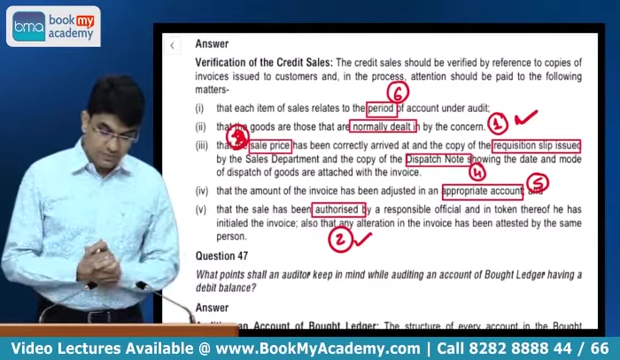 bma
book my
academy
Answer
Verification of the Credit Sales: The credit sales should be verified by reference to copies of
invoices issued to customers and, in the process, attention should be paid to the following
matters-
6
(i) that each item of sales relates to the period of account under audit;
(ii) that the goods are those that are normally dealt in by the concern. 1
(iii) that sale price has been correctly arrived at and the copy of the requisition slip issued
by the Sales Department and the copy of the Dispatch Note showing the date and mode
of dispatch of goods are attached with the invoice. 4
(iv) that the amount of the invoice has been adjusted in an appropriate account; and 5
(v) that the sale has been authorised by a responsible official and in token thereof he has
initialed the invoice; also that any alteration in the invoice has been attested by the same
person. 2
Question 47
What points shall an auditor keep in mind while auditing an account of Bought Ledger having a
debit balance?
Answer
Auditing an Account of Bought Ledger: The structure of every account in the Bought
Video Lectures Available @ www.BookMyAcademy.com | Call 8282 8888 44 / 66